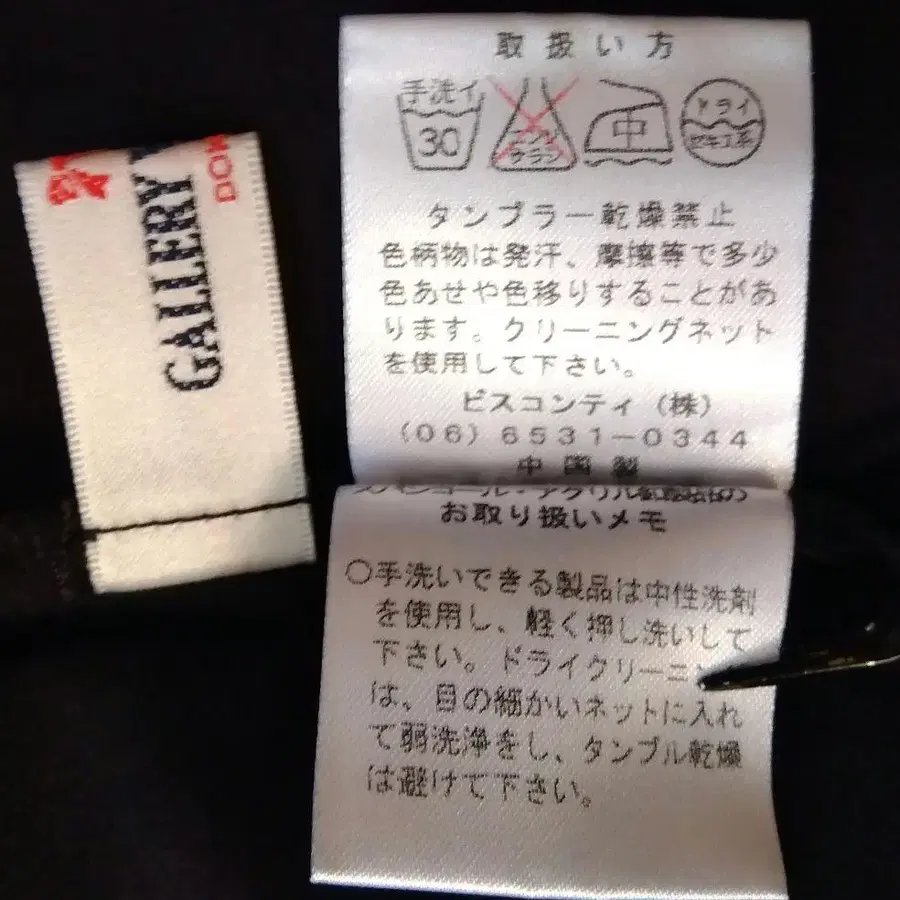 GALLERY
取扱い方
手洗イ
30
中
ドライ
セキユ系
タンブラー乾燥禁止
色柄物は発汗、摩擦等で多少
色あせや色移りすることがあ
ります。クリーニングネット
を使用して下さい。
ビスコンティ(株)
(06)6531-0344
中国製
お取り扱いメモ
○手洗いできる製品は中性洗剤
を使用し、軽く押し洗いして
下さい。ドライクリーニン
は、目の細かいネットに入れ
て弱洗浄をし、タンブル乾燥
は避けて下さい。